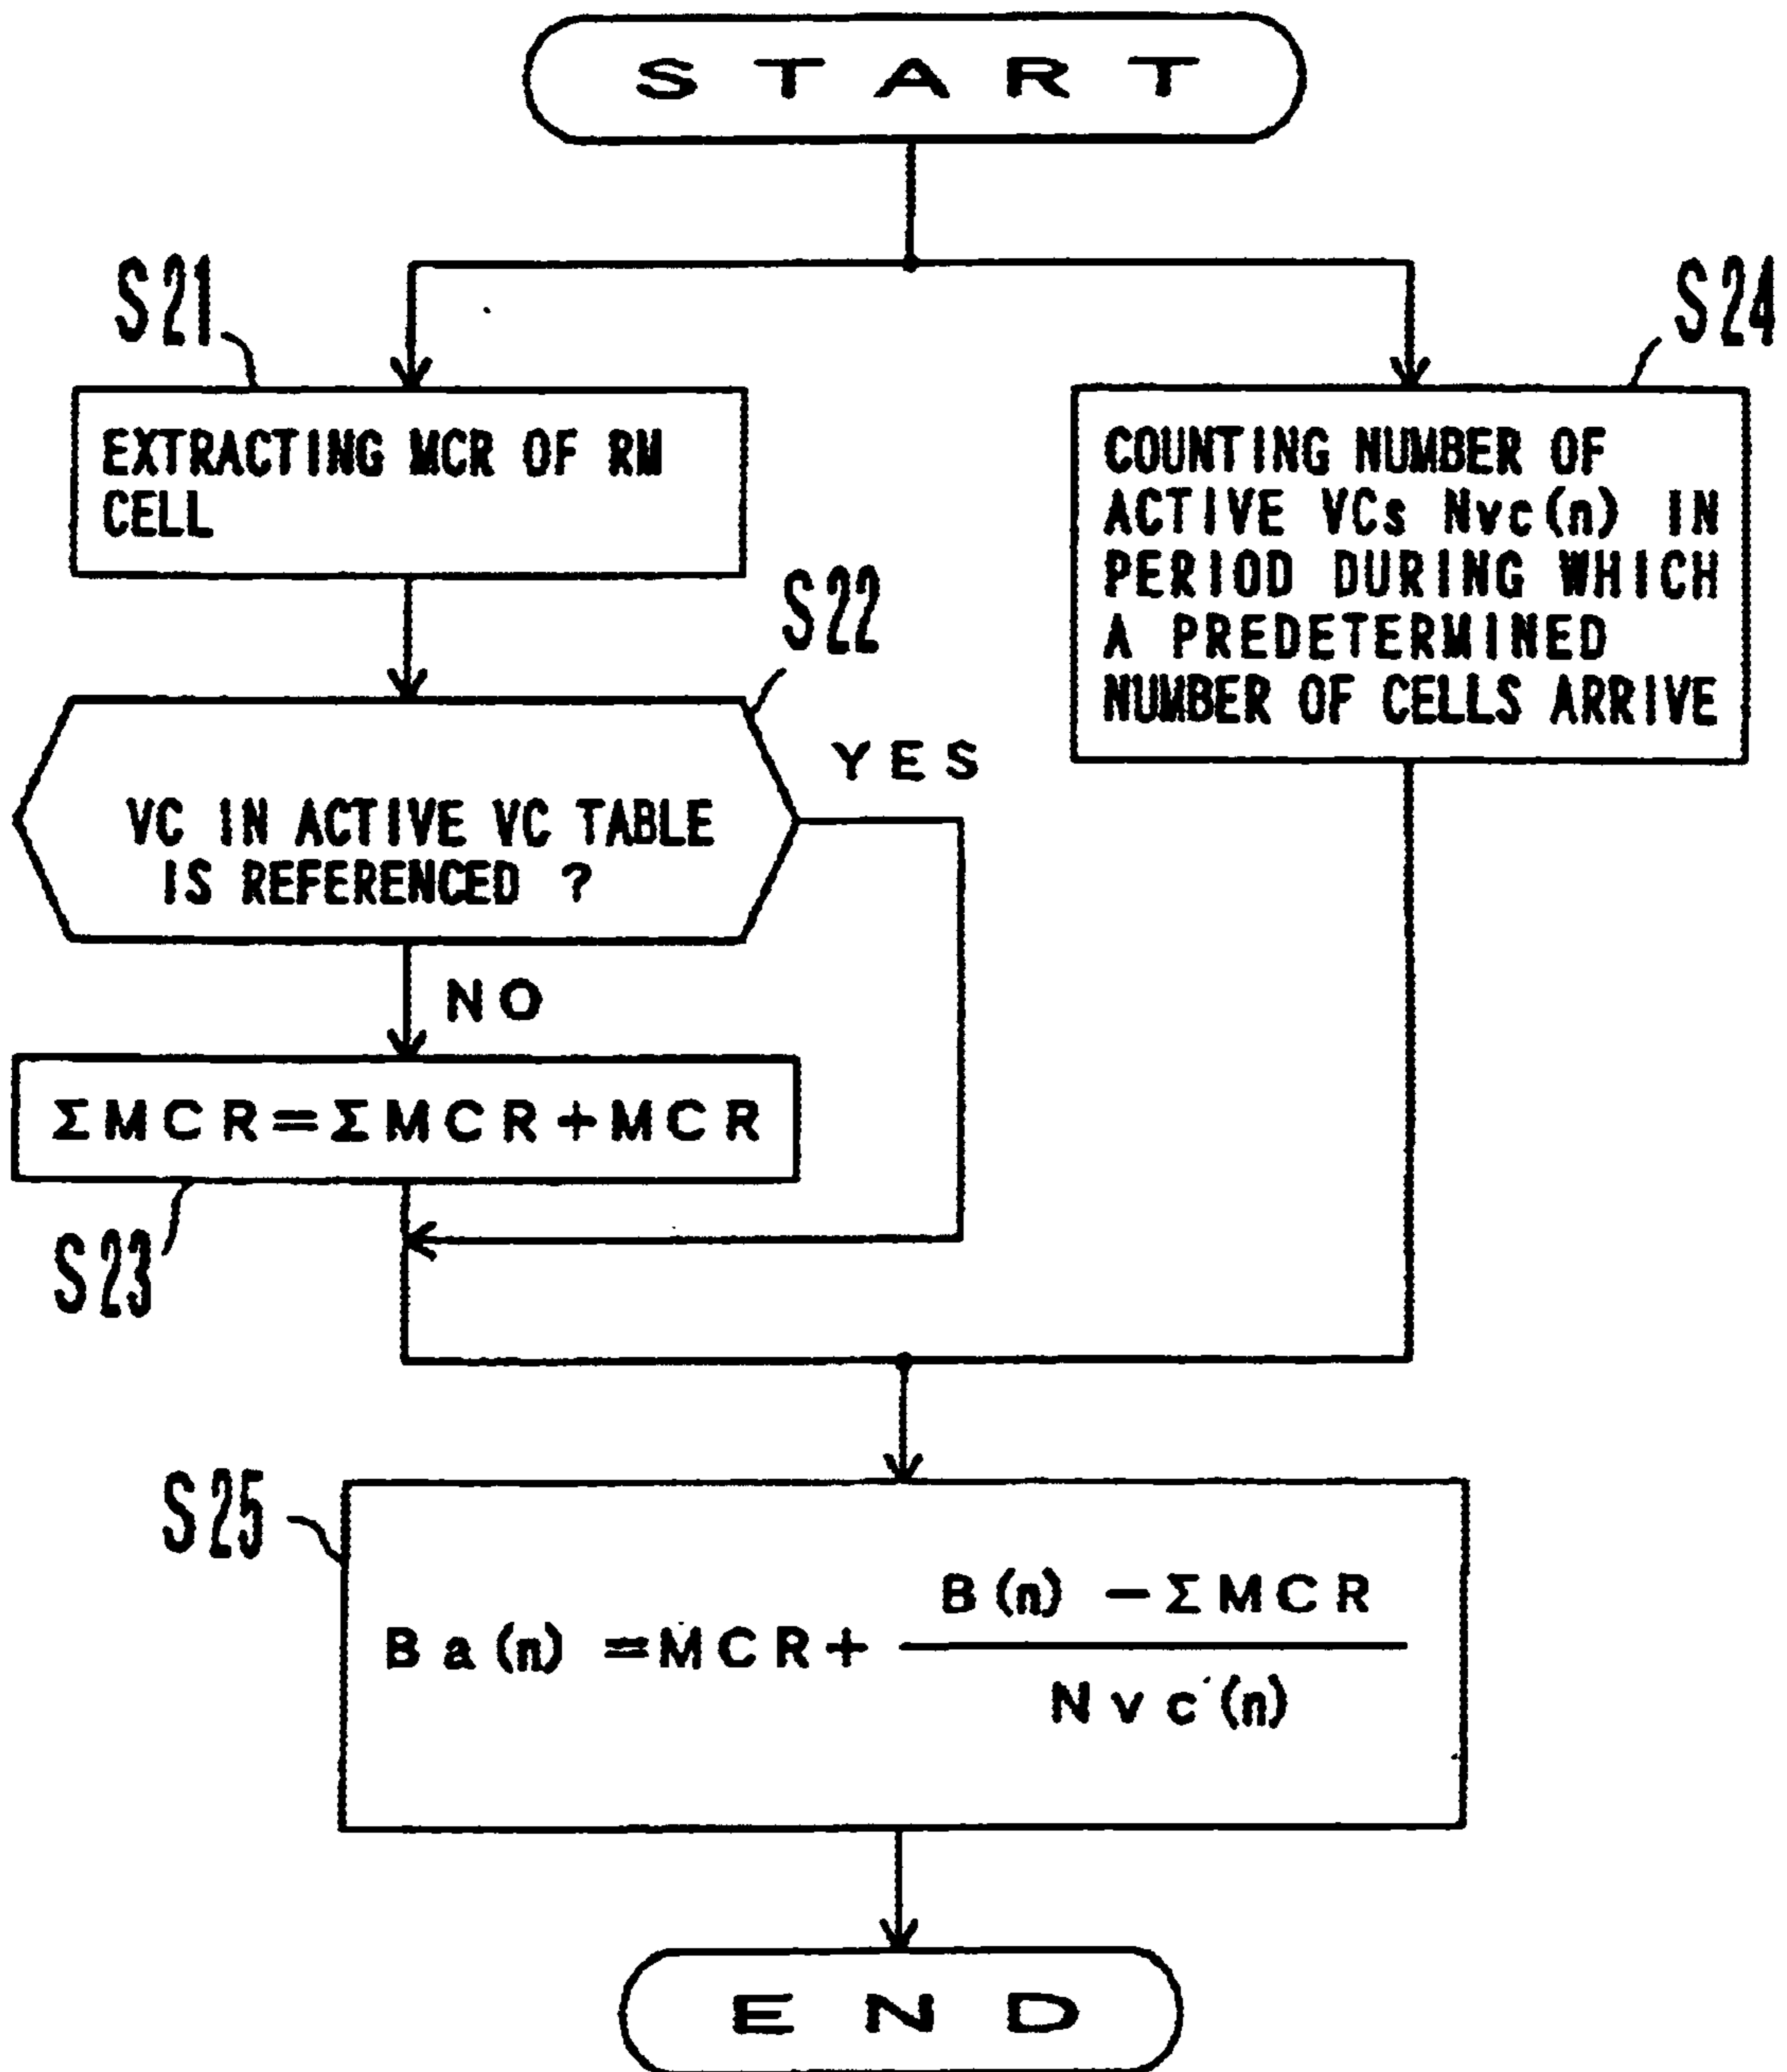 START
S21
S24
EXTRACTING MCR OF RM
CELL
COUNTING NUMBER OF
ACTIVE VCs Nvc(n) IN
PERIOD DURING WHICH
A PREDETERMINED
NUMBER OF CELLS ARRIVE
S22
YES
VC IN ACTIVE VC TABLE
IS REFERENCED ?
NO
ΣMCR=ΣMCR+MCR
S23
S25
B(n) -ΣMCR
Ba(n) =MCR+
Nvc(n)
END